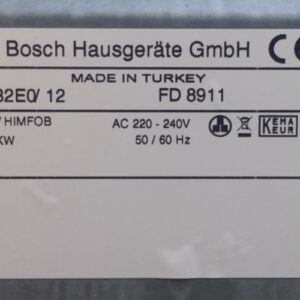 Bosch Hausgeräte GmbH CE
MADE IN TURKEY
32E0/ 12 FD 8911
/ HIMFOB AC 220 - 240V KEMA
KW 50 / 60 Hz KEUR